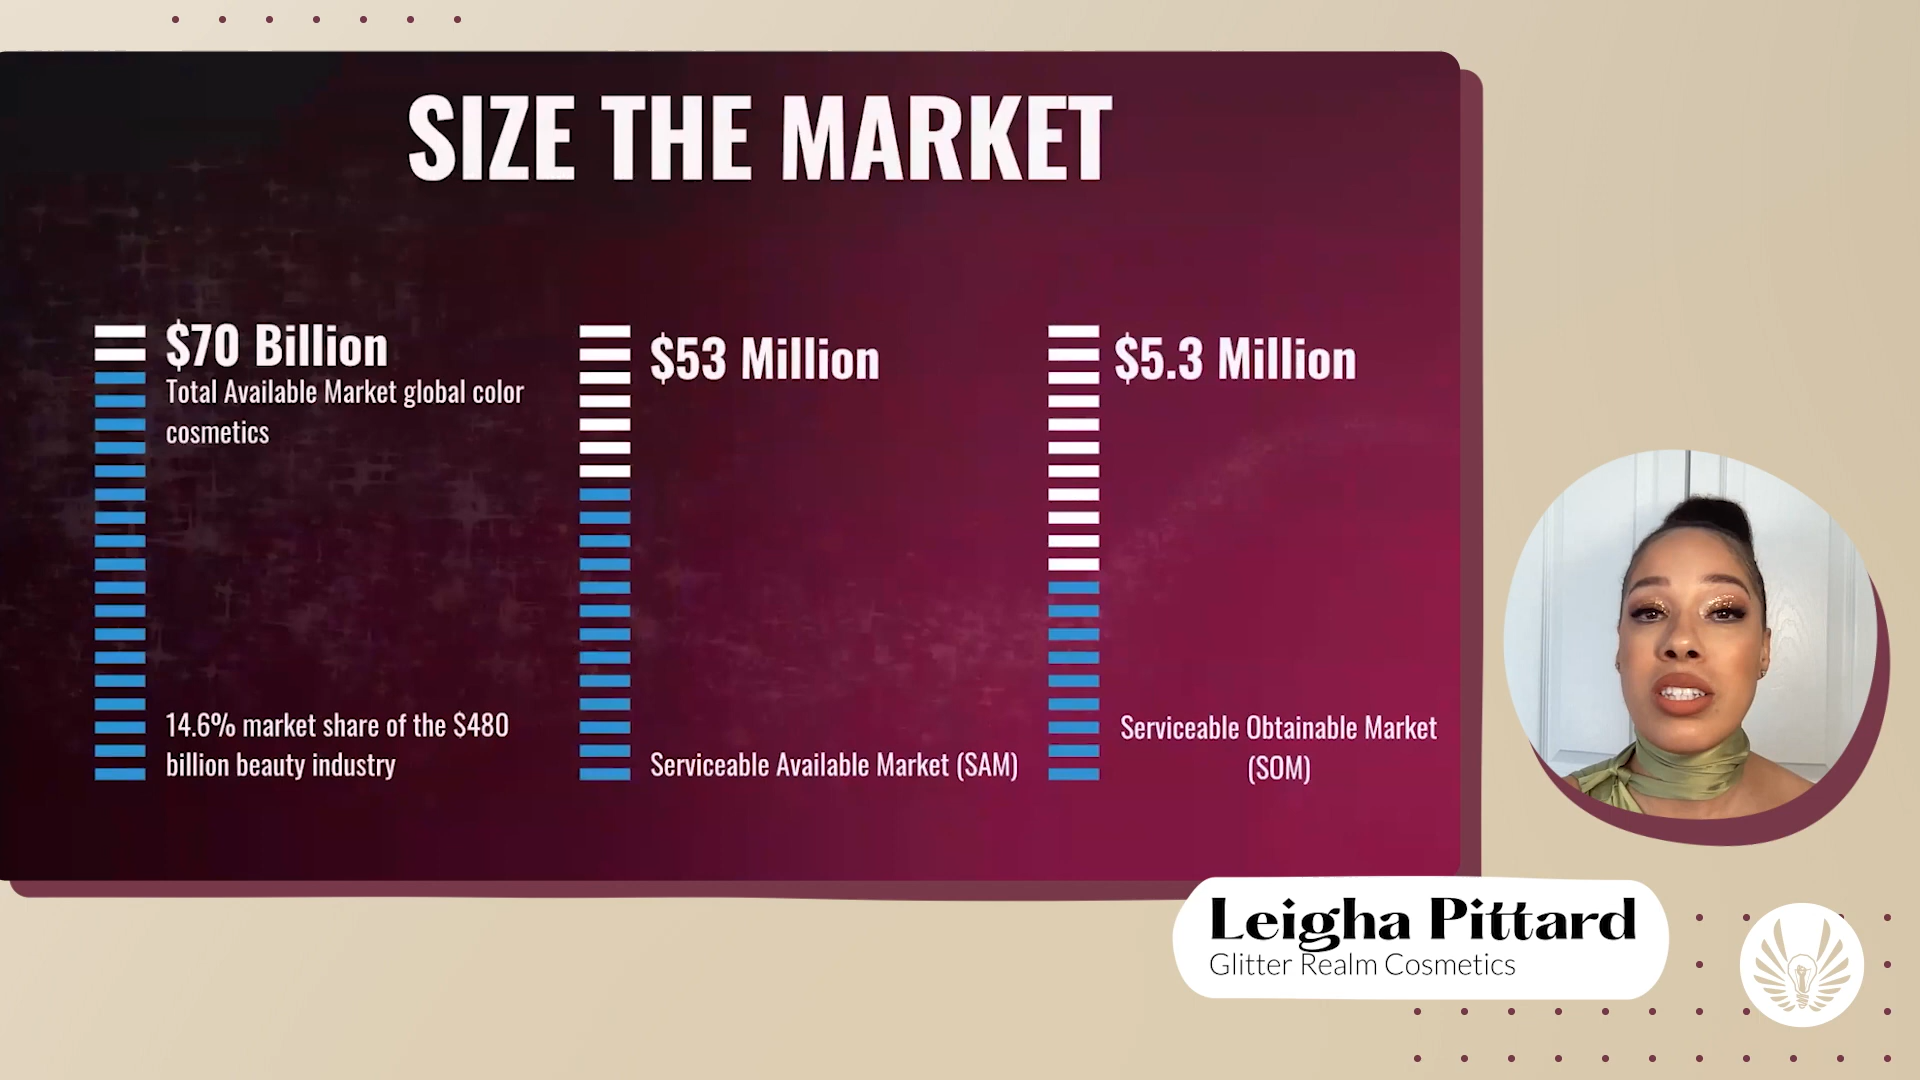 SIZE THE MARKET
$70 Billion
Total Available Market global color
cosmetics
14.6% market share of the $480
billion beauty industry
$53 Million
Serviceable Available Market (SAM)
$5.3 Million
Serviceable Obtainable Market
(SOM)
Leigha Pittard
Glitter Realm Cosmetics